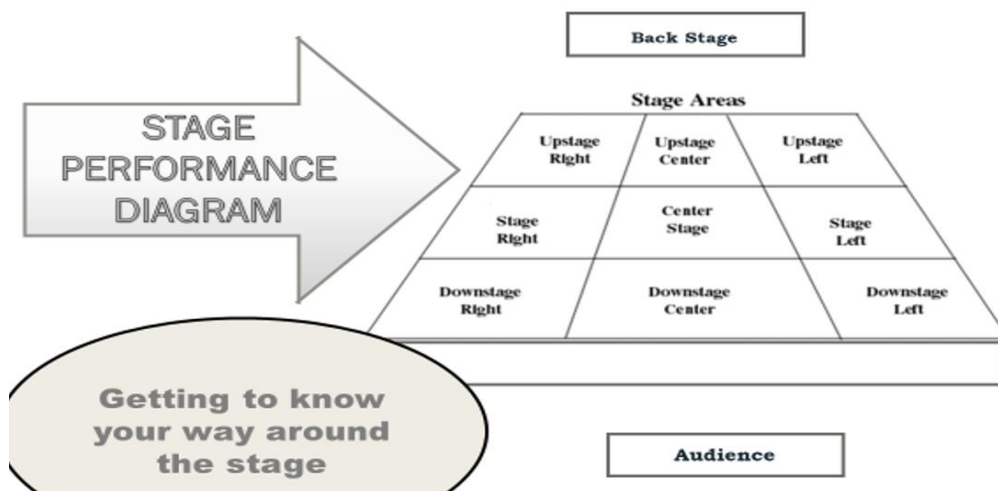 Back Stage
STAGE
PERFORMANCE
DIAGRAM
Stage Areas
Upstage
Right
Upstage
Center
Upstage
Left
Stage
Right
Center
Stage
Stage
Left
Downstage
Right
Downstage
Center
Downstage
Left
Getting to know
your way around
the stage
Audience